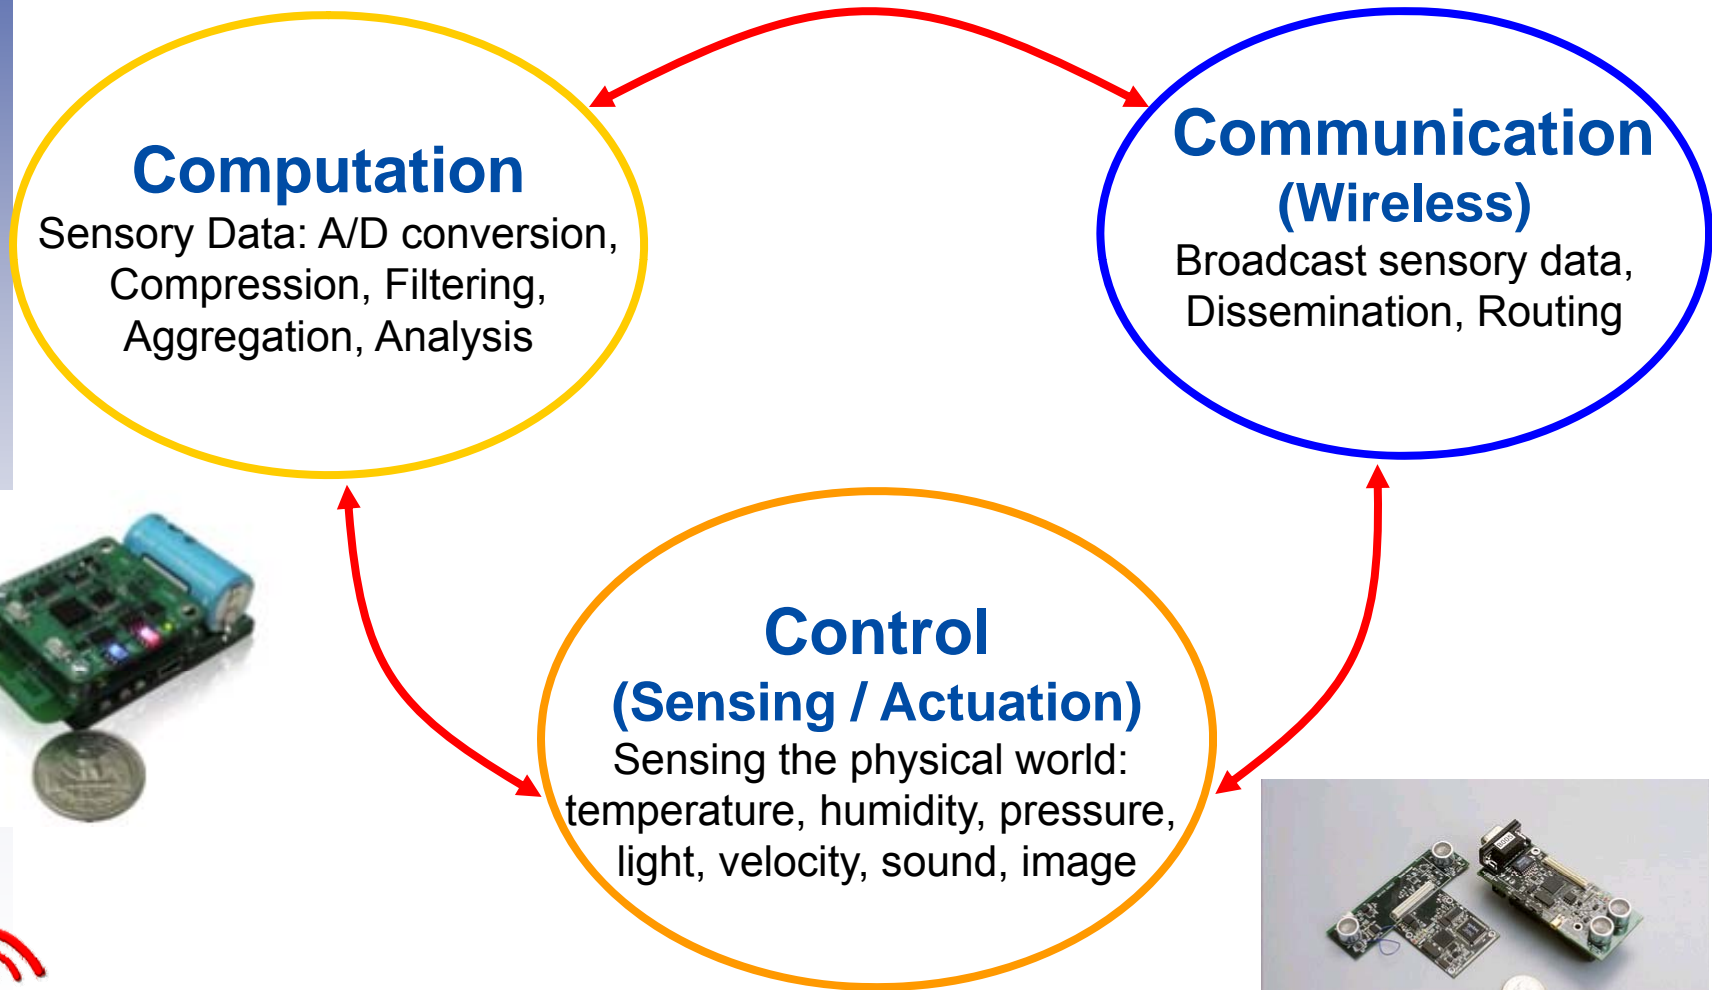 Computation
Sensory Data: A/D conversion,
Compression, Filtering,
Aggregation, Analysis
Communication
(Wireless)
Broadcast sensory data,
Dissemination, Routing
Control
(Sensing / Actuation)
Sensing the physical world:
temperature, humidity, pressure,
light, velocity, sound, image